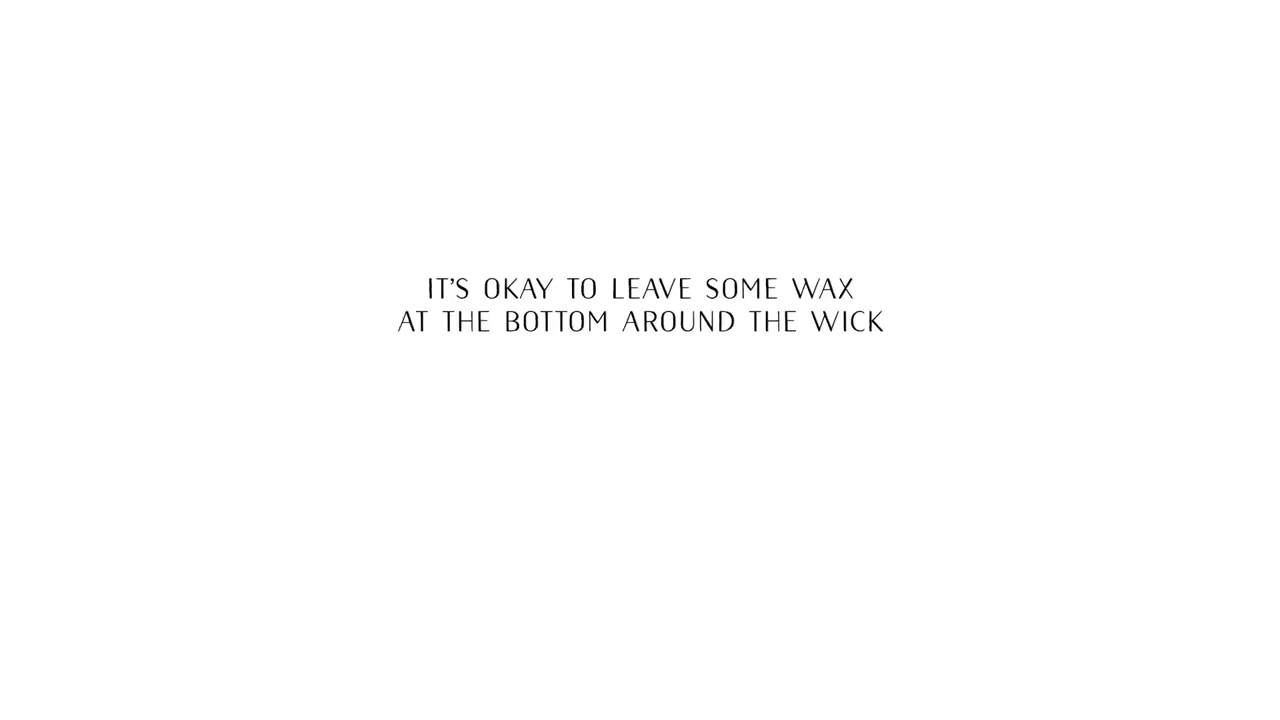 IT’S OKAY TO LEAVE SOME WAX
AT THE BOTTOM AROUND THE WICK